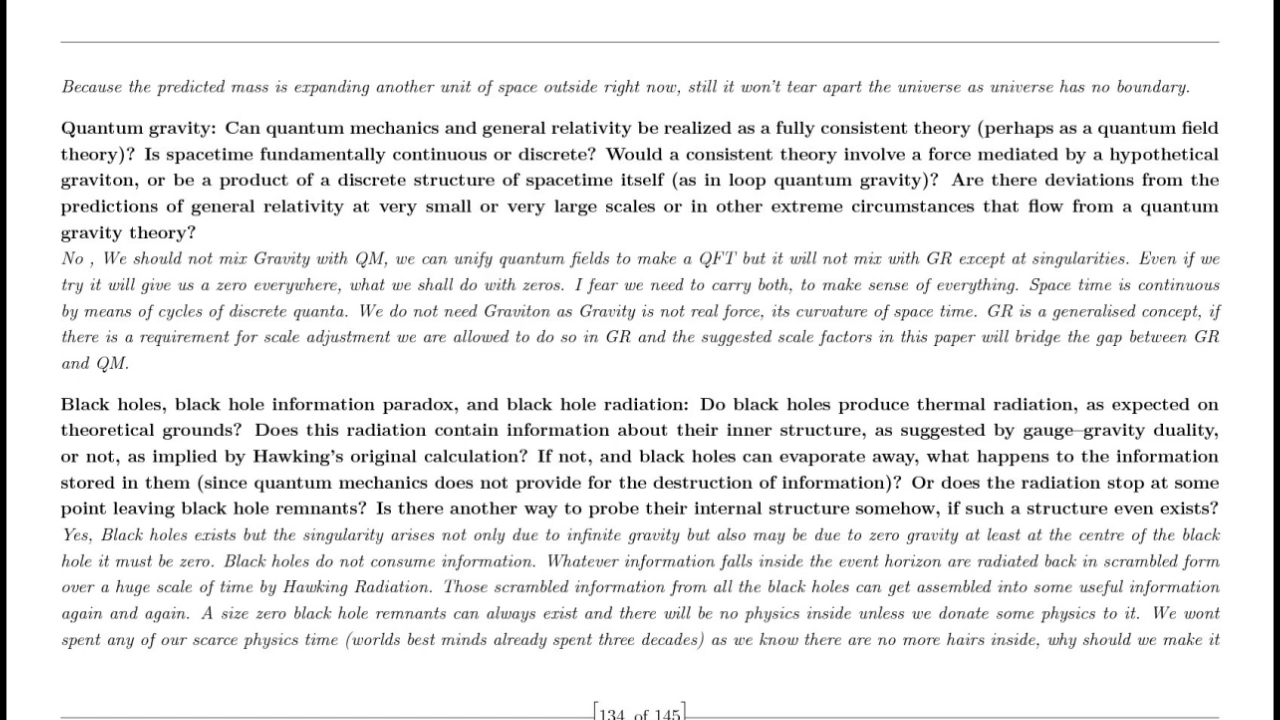 Because the predicted mass is expanding another unit of space outside right now, still it won't tear apart the universe as universe has no boundary.
Quantum gravity: Can quantum mechanics and general relativity be realized as a fully consistent theory (perhaps as a quantum field
theory)? Is spacetime fundamentally continuous or discrete? Would a consistent theory involve a force mediated by a hypothetical
graviton, or be a product of a discrete structure of spacetime itself (as in loop quantum gravity)? Are there deviations from the
predictions of general relativity at very small or very large scales or in other extreme circumstances that flow from a quantum
gravity theory?
No , We should not mix Gravity with QM, we can unify quantum fields to make a QFT but it will not mix with GR except at singularities. Even if we
try it will give us a zero everywhere, what we shall do with zeros. I fear we need to carry both, to make sense of everything. Space time is continuous
by means of cycles of discrete quanta. We do not need Graviton as Gravity is not real force, its curvature of space time. GR is a generalised concept, if
there is a requirement for scale adjustment we are allowed to do so in GR and the suggested scale factors in this paper will bridge the gap between GR
and QM.
Black holes, black hole information paradox, and black hole radiation: Do black holes produce thermal radiation, as expected on
theoretical grounds? Does this radiation contain information about their inner structure, as suggested by gauge–gravity duality,
or not, as implied by Hawking's original calculation? If not, and black holes can evaporate away, what happens to the information
stored in them (since quantum mechanics does not provide for the destruction of information)? Or does the radiation stop at some
point leaving black hole remnants? Is there another way to probe their internal structure somehow, if such a structure even exists?
Yes, Black holes exists but the singularity arises not only due to infinite gravity but also may be due to zero gravity at least at the centre of the black
hole it must be zero. Black holes do not consume information. Whatever information falls inside the event horizon are radiated back in scrambled form
over a huge scale of time by Hawking Radiation. Those scrambled information from all the black holes can get assembled into some useful information
again and again. A size zero black hole remnants can always exist and there will be no physics inside unless we donate some physics to it. We wont
spent any of our scarce physics time (worlds best minds already spent three decades) as we know there are no more hairs inside, why should we make it
[134 of 145]